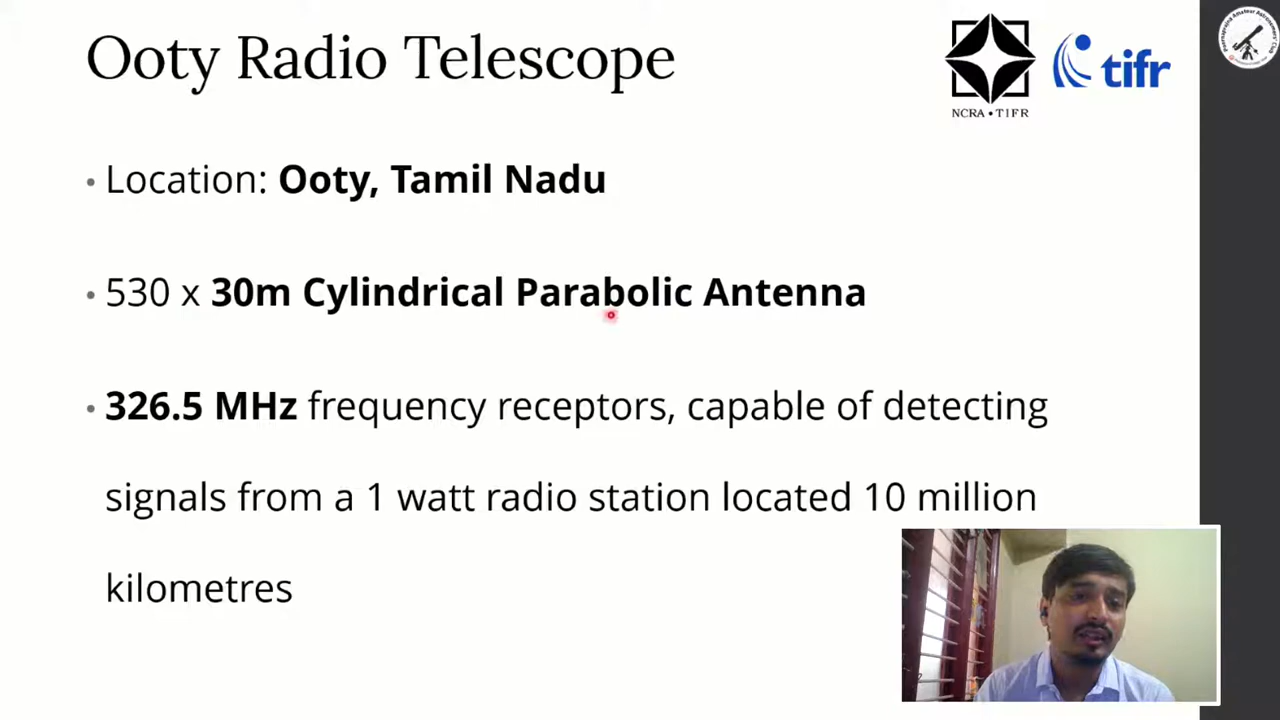 Ooty Radio Telescope
NCRA • TIFR
tifr
• Location: Ooty, Tamil Nadu
• 530 x 30m Cylindrical Parabolic Antenna
• 326.5 MHz frequency receptors, capable of detecting
signals from a 1 watt radio station located 10 million
kilometres